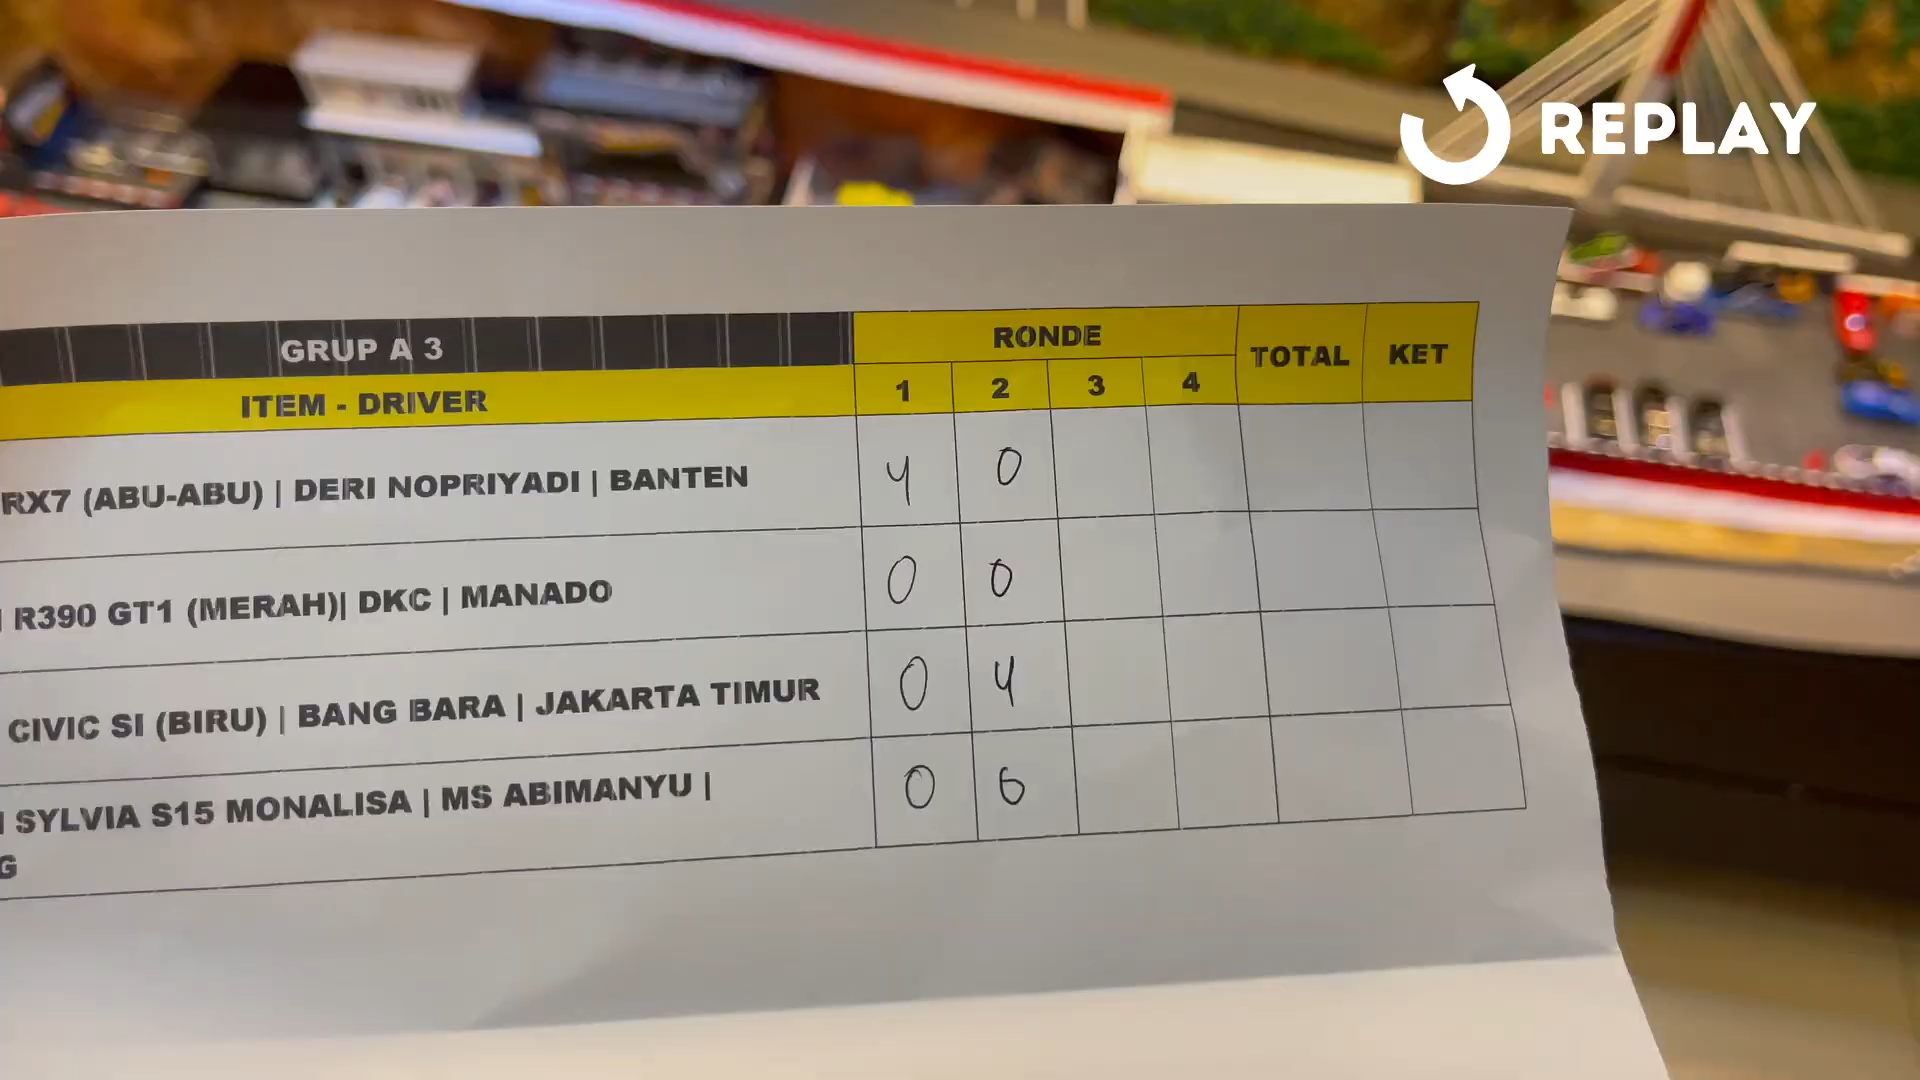 REPLAY
GRUP A 3
RONDE
TOTAL
KET
ITEM - DRIVER
1 2 3 4
RX7 (ABU-ABU) | DERI NOPRIYADI | BANTEN 4 0
R390 GT1 (MERAH)| DKC | MANADO 0 0
CIVIC SI (BIRU) | BANG BARA | JAKARTA TIMUR 0 4
SYLVIA S15 MONALISA | MS ABIMANYU | 0 6